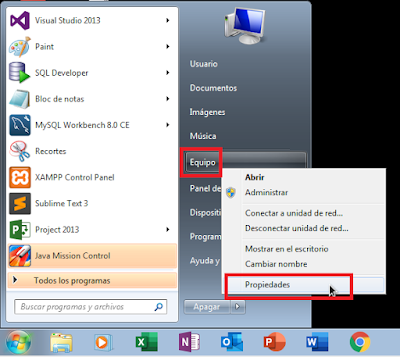 Visual Studio 2013
Paint
SQL Developer
Bloc de notas
MySQL Workbench 8.0 CE
Recortes
XAMPP Control Panel
Sublime Text 3
Project 2013
Java Mission Control
Todos los programas
Buscar programas y archivos
Usuario
Documentos
Imágenes
Música
Equipo
Panel de
Dispositi
Program
Ayuda y
Apagar
Abrir
Administrar
Conectar a unidad de red...
Desconectar unidad de red...
Mostrar en el escritorio
Cambiar nombre
Propiedades